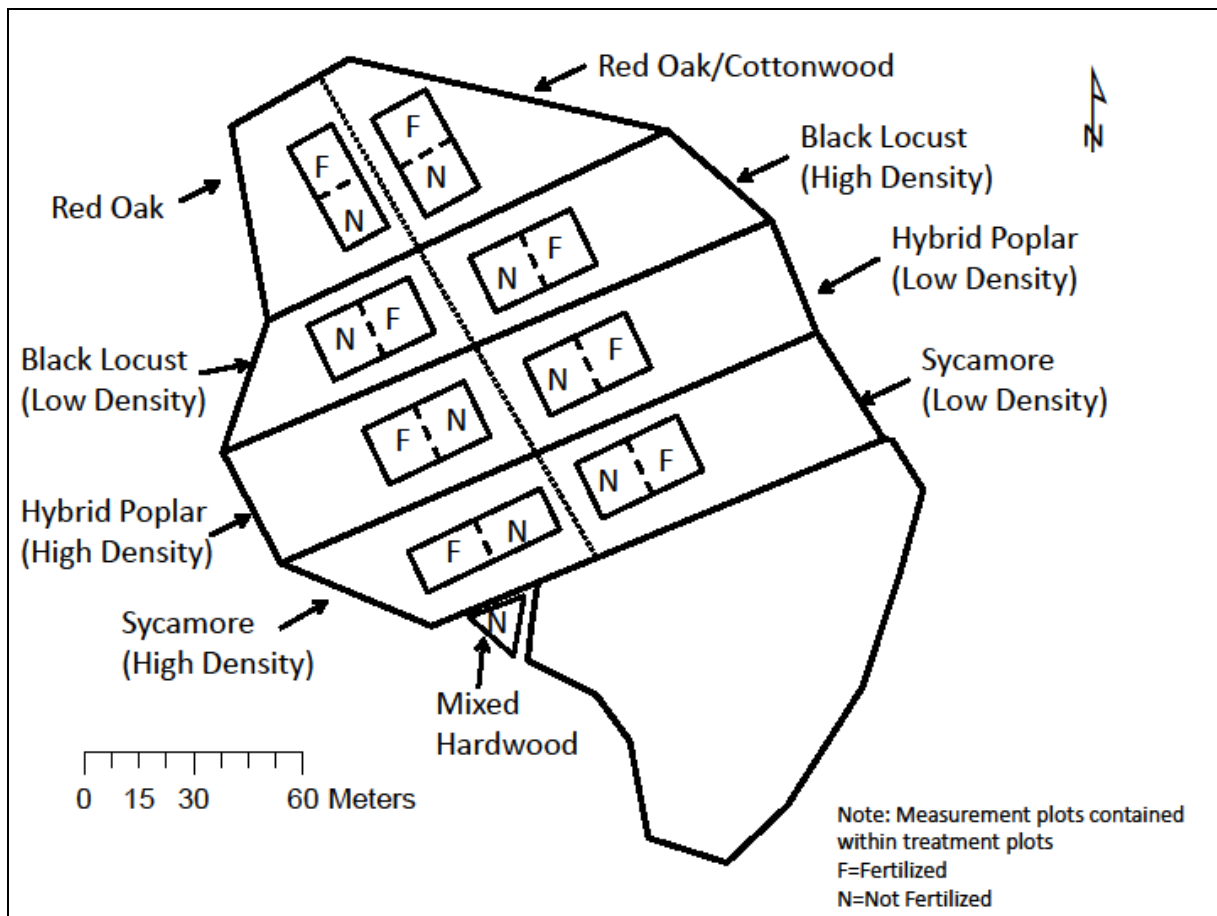 Red Oak/Cottonwood
N
Black Locust
(High Density)
F
F
N
N
Red Oak
Hybrid Poplar
(Low Density)
N F
N F
Black Locust
(Low Density)
N F
Sycamore
(Low Density)
F N
N F
Hybrid Poplar
(High Density)
F N
N
Sycamore
(High Density)
Mixed
Hardwood
0 15 30 60 Meters
Note: Measurement plots contained
within treatment plots
F=Fertilized
N=Not Fertilized